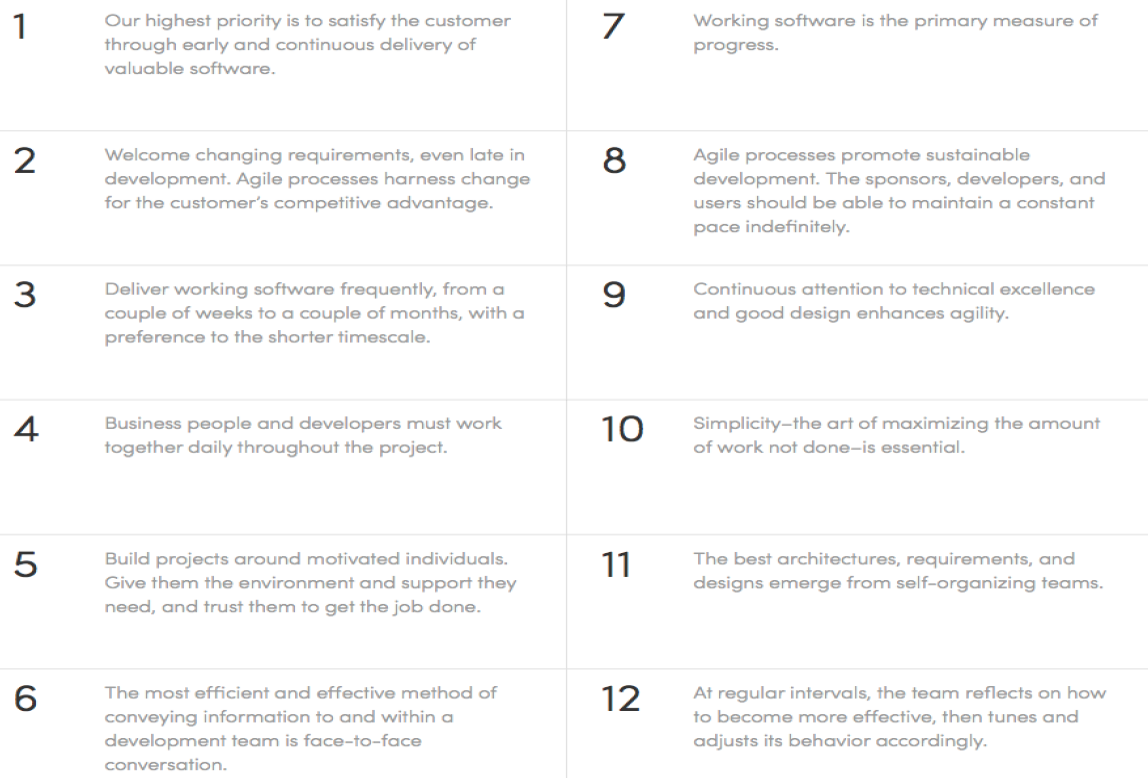 1
Our highest priority is to satisfy the customer
through early and continuous delivery of
valuable software.
2
Welcome changing requirements, even late in
development. Agile processes harness change
for the customer’s competitive advantage.
3
Deliver working software frequently, from a
couple of weeks to a couple of months, with a
preference to the shorter timescale.
4
Business people and developers must work
together daily throughout the project.
5
Build projects around motivated individuals.
Give them the environment and support they
need, and trust them to get the job done.
6
The most efficient and effective method of
conveying information to and within a
development team is face-to-face
conversation.
7
Working software is the primary measure of
progress.
8
Agile processes promote sustainable
development. The sponsors, developers, and
users should be able to maintain a constant
pace indefinitely.
9
Continuous attention to technical excellence
and good design enhances agility.
10
Simplicity–the art of maximizing the amount
of work not done–is essential.
11
The best architectures, requirements, and
designs emerge from self-organizing teams.
12
At regular intervals, the team reflects on how
to become more effective, then tunes and
adjusts its behavior accordingly.